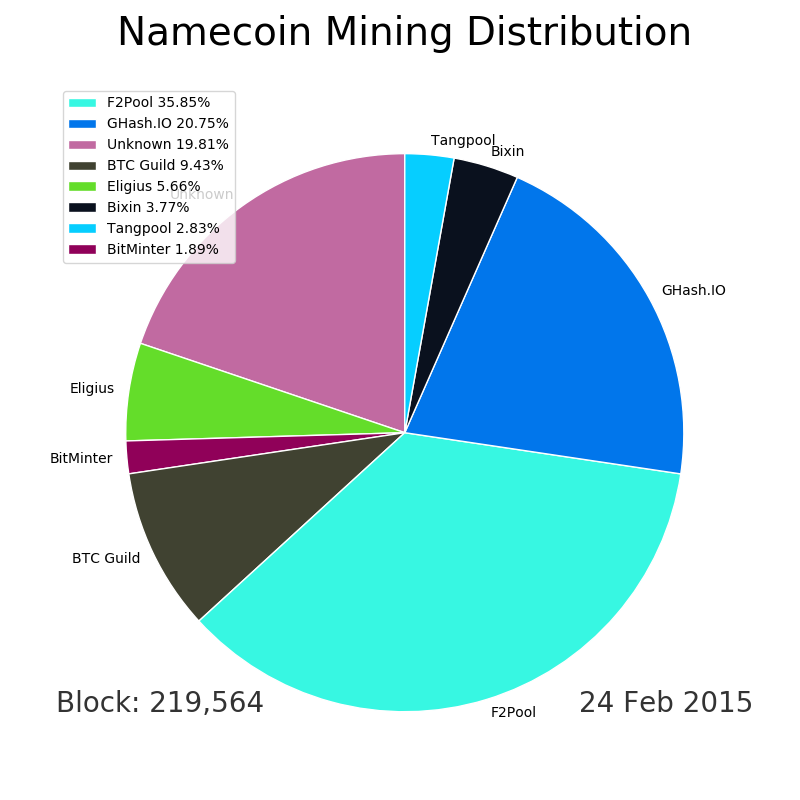 Namecoin Mining Distribution
F2Pool 35.85%
GHash.IO 20.75%
Unknown 19.81%
BTC Guild 9.43%
Eligius 5.66%
Bixin 3.77%
Tangpool 2.83%
BitMinter 1.89%
Unknown
Tangpool
Bixin
GHash.IO
Eligius
BitMinter
BTC Guild
F2Pool
Block: 219,564
24 Feb 2015